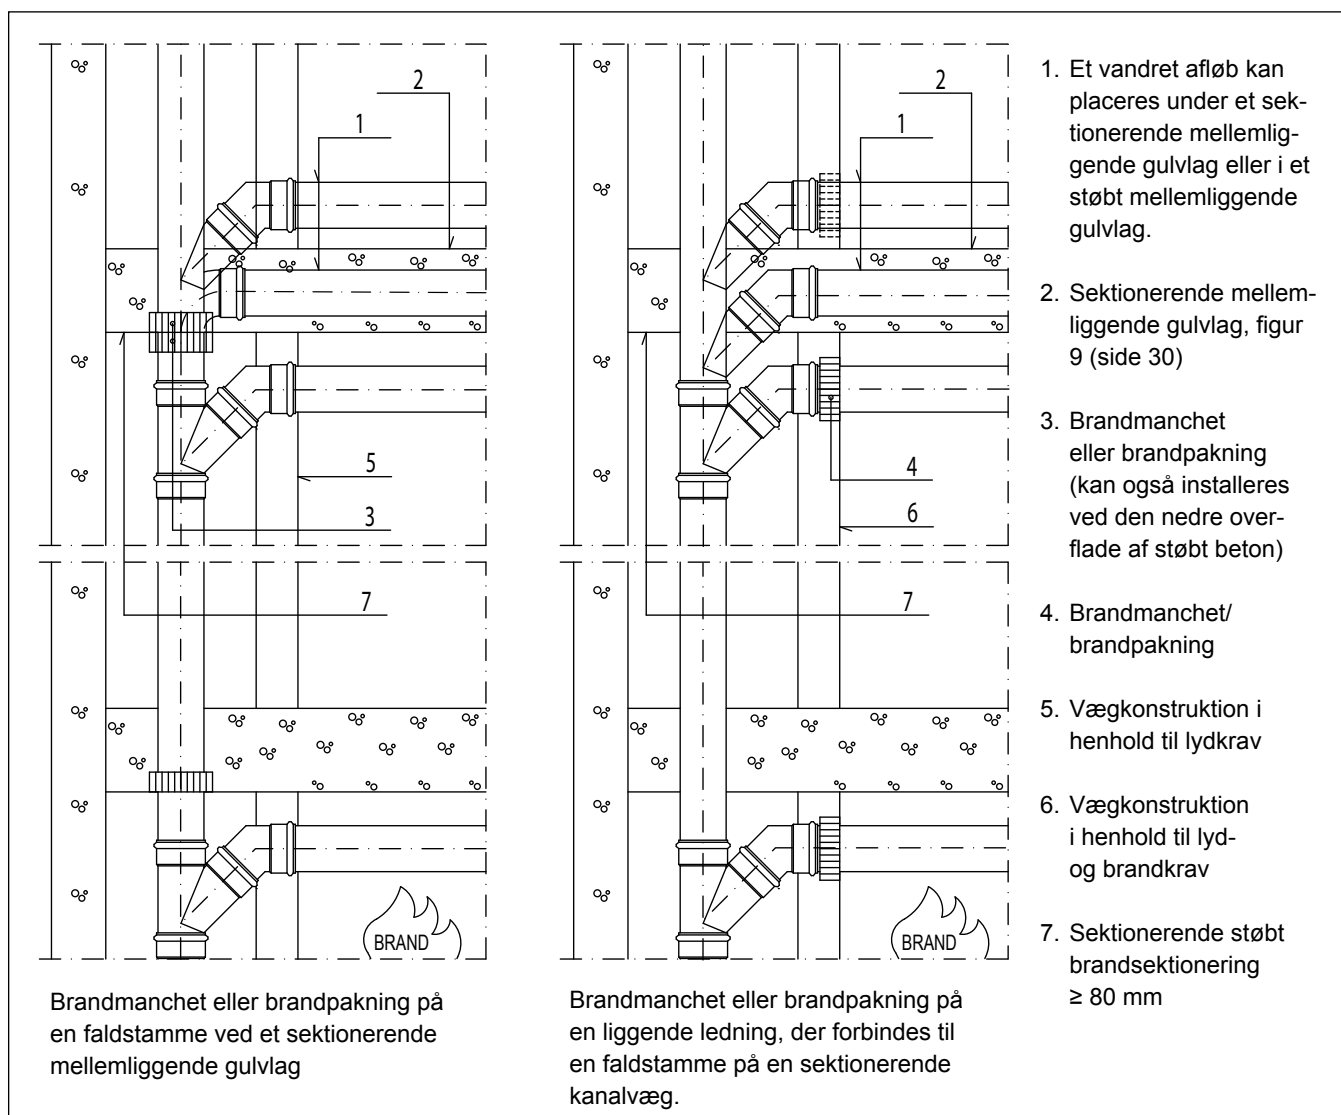 2
1
5
3
7
BRAND
Brandmanchet eller brandpakning på
en faldstamme ved et sektionerende
mellemliggende gulvlag
2
1
4
6
7
BRAND
Brandmanchet eller brandpakning på
en liggende ledning, der forbindes til
en faldstamme på en sektionerende
kanalvæg.
1. Et vandret afløb kan
placeres under et sek-
tionerende mellemlig-
gende gulvlag eller i et
støbt mellemliggende
gulvlag.
2. Sektionerende mellem-
liggende gulvlag, figur
9 (side 30)
3. Brandmanchet
eller brandpakning
(kan også installeres
ved den nedre over-
flade af støbt beton)
4. Brandmanchet/
brandpakning
5. Vægkonstruktion i
henhold til lydkrav
6. Vægkonstruktion
i henhold til lyd-
og brandkrav
7. Sektionerende støbt
brandsektionering
≥ 80 mm